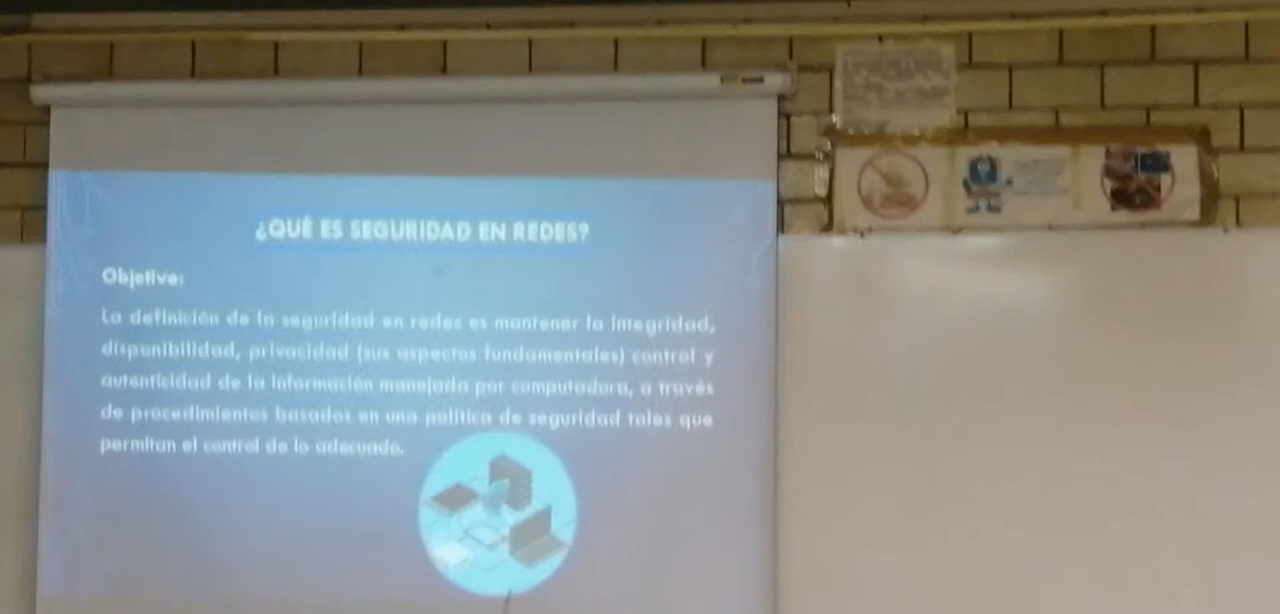 ¿QUÉ ES SEGURIDAD EN REDES?
Objetivo:
La definición de la seguridad en redes es mantener la integridad,
disponibilidad, privacidad (sus aspectos fundamentales) control y
autenticidad de la información manejada por computadora, a través
de procedimientos basados en una política de seguridad tales que
permitan el control de lo adecuado.